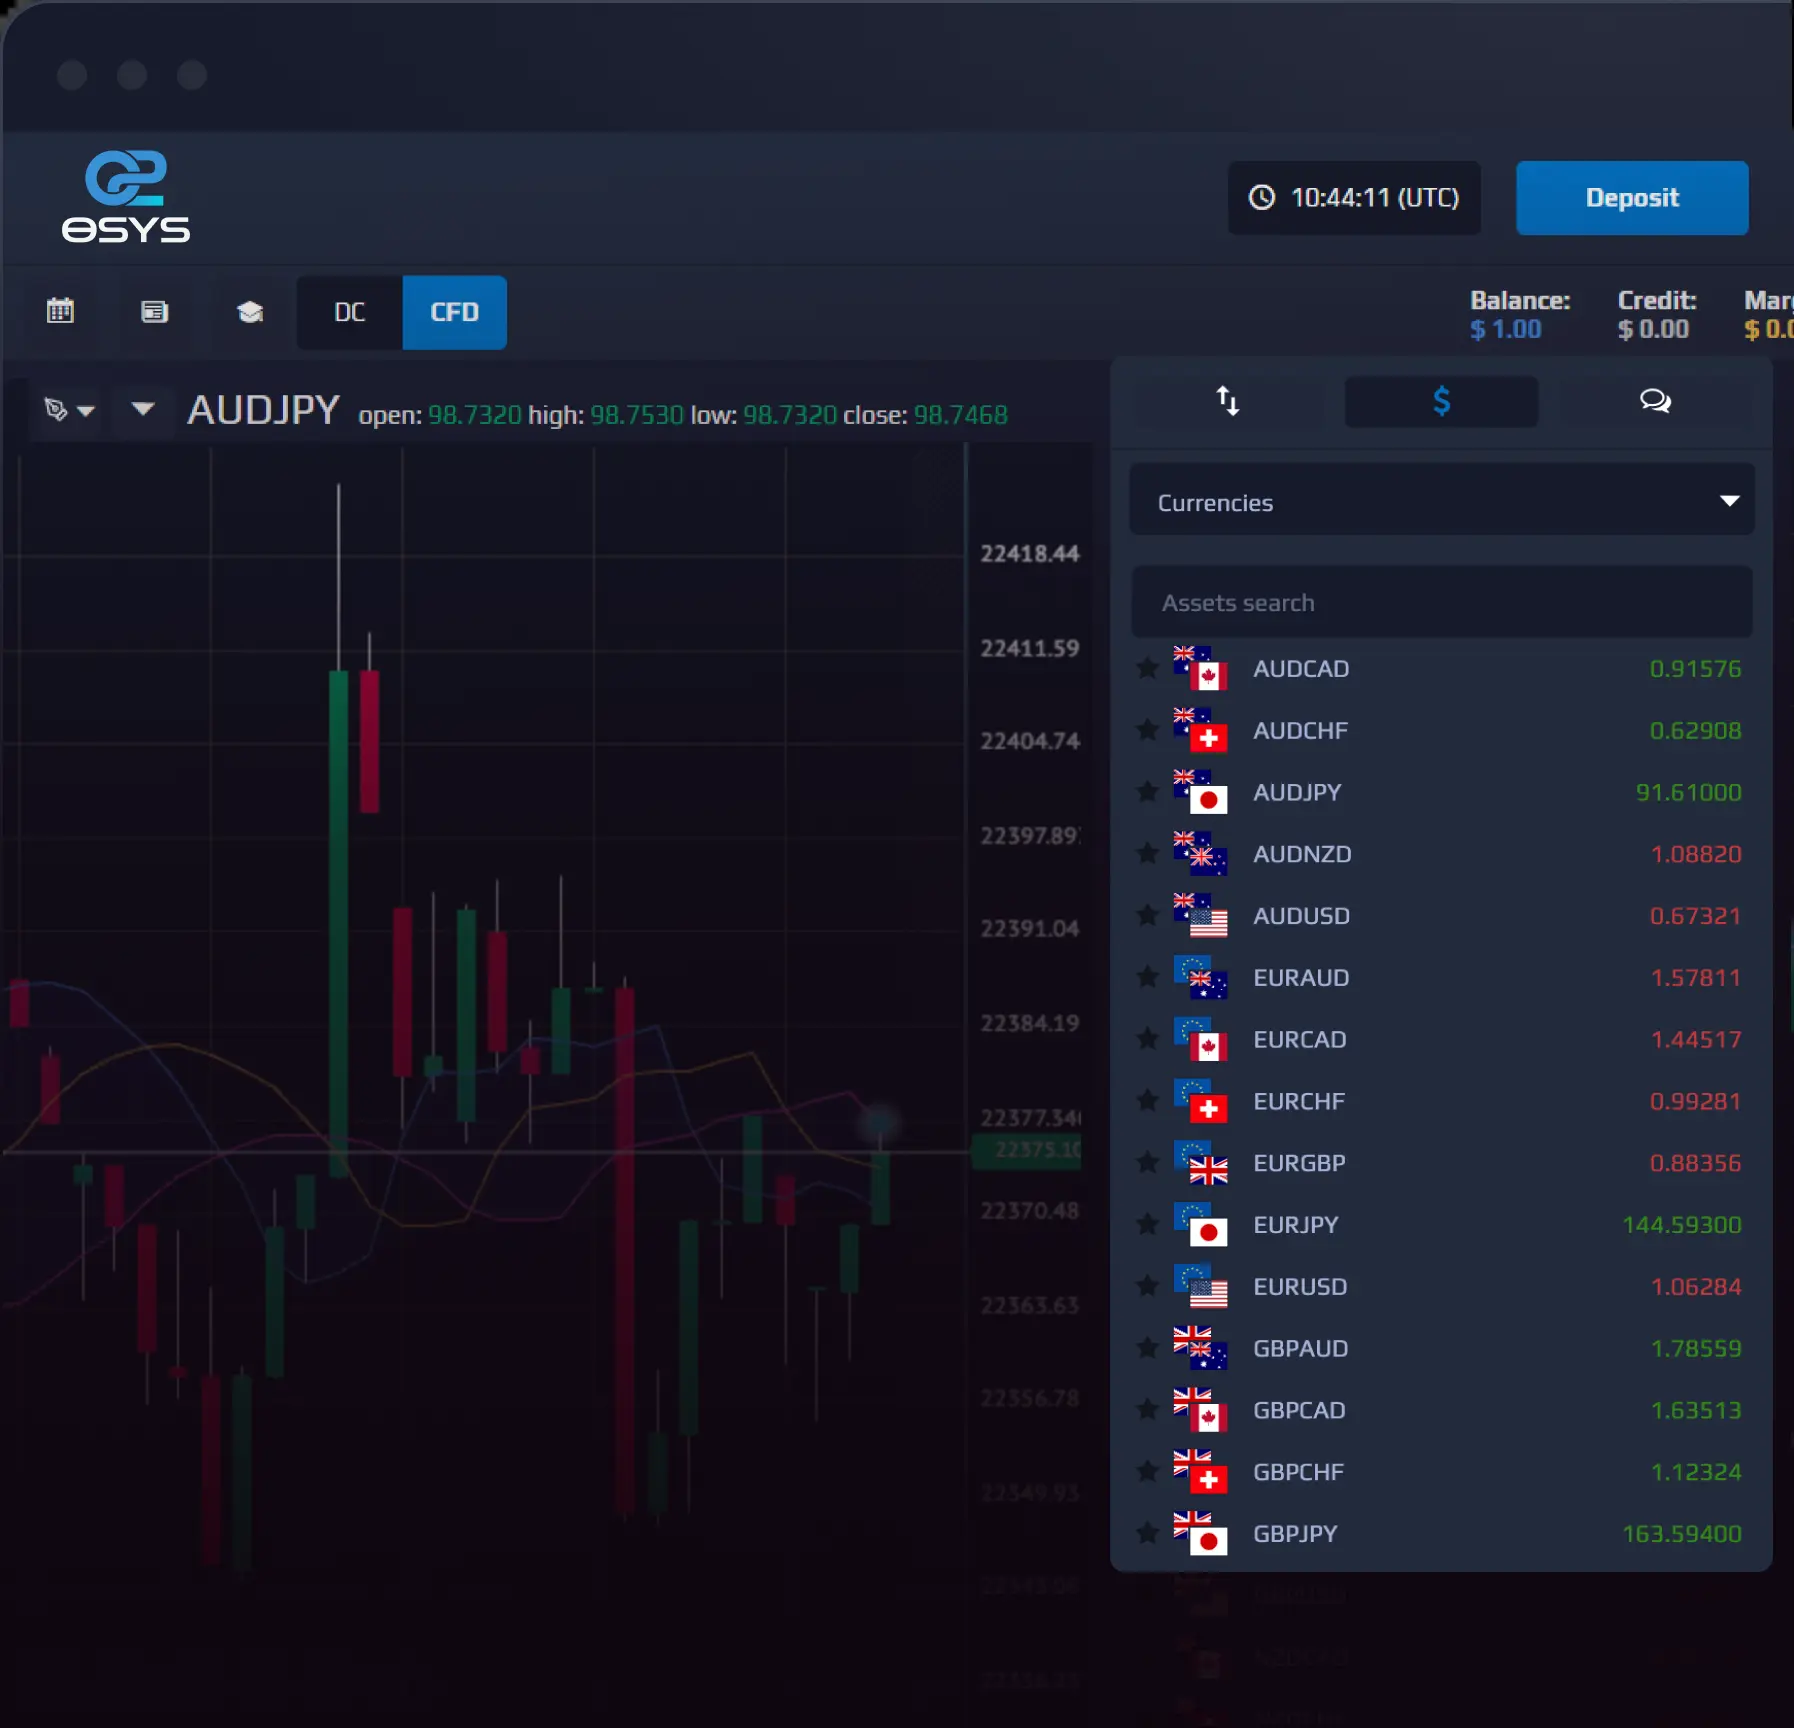 ѲSYS
10:44:11 (UTC)
Deposit
DC
CFD
Balance:
$ 1.00
Credit:
$ 0.00
AUDJPY open: 98.7320 high: 98.7530 low: 98.7320 close: 98.7468
$
22418.44
22411.59
22404.74
22397.89
22391.04
22384.19
22377.34
22375.10
22370.48
22363.63
22356.78
22349.93
Currencies
Assets search
AUDCAD 0.91576
AUDCHF 0.62908
AUDJPY 91.61000
AUDNZD 1.08820
AUDUSD 0.67321
EURAUD 1.57811
EURCAD 1.44517
EURCHF 0.99281
EURGBP 0.88356
EURJPY 144.59300
EURUSD 1.06284
GBPAUD 1.78559
GBPCAD 1.63513
GBPCHF 1.12324
GBPJPY 163.59400